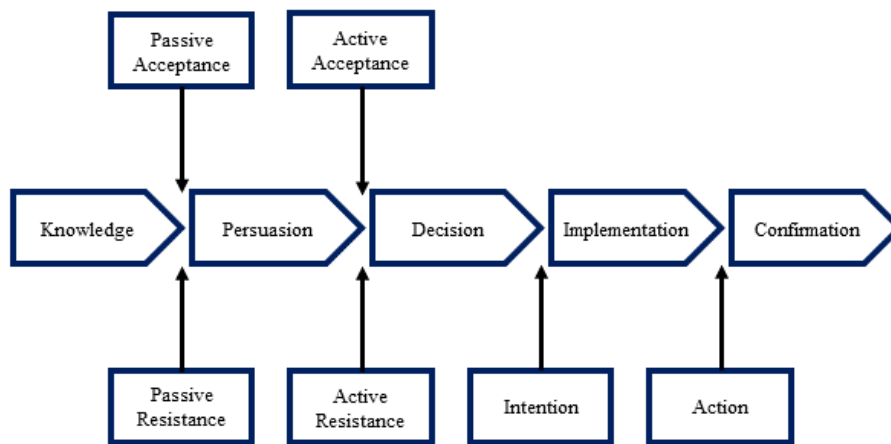 Passive
Acceptance
Active
Acceptance
Knowledge
Persuasion
Decision
Implementation
Confirmation
Passive
Resistance
Active
Resistance
Intention
Action